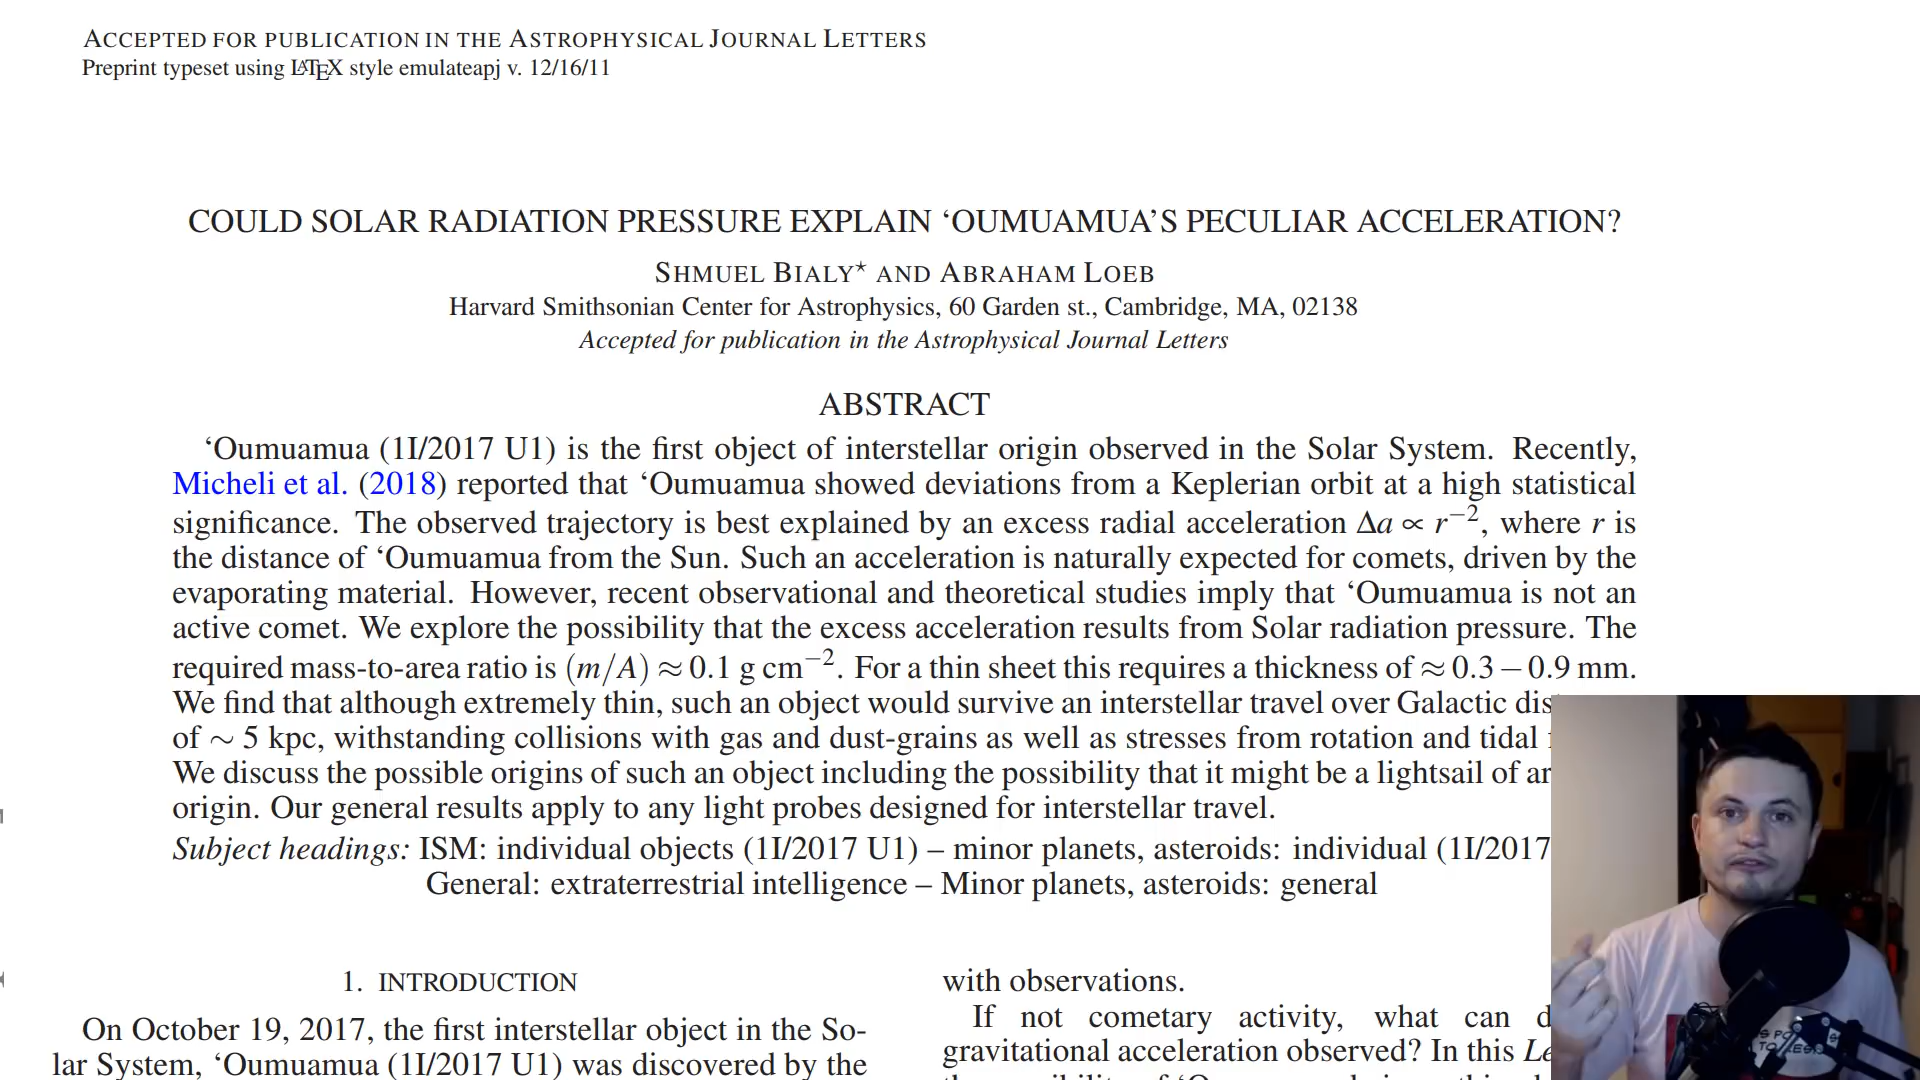 ACCEPTED FOR PUBLICATION IN THE ASTROPHYSICAL JOURNAL LETTERS
Preprint typeset using LATEX style emulateapj v. 12/16/11
COULD SOLAR RADIATION PRESSURE EXPLAIN ‘OUMUAMUA’S PECULIAR ACCELERATION?
SHMUEL BIALY⋆ AND ABRAHAM LOEB
Harvard Smithsonian Center for Astrophysics, 60 Garden st., Cambridge, MA, 02138
Accepted for publication in the Astrophysical Journal Letters
ABSTRACT
‘Oumuamua (1I/2017 U1) is the first object of interstellar origin observed in the Solar System. Recently,
Micheli et al. (2018) reported that ‘Oumuamua showed deviations from a Keplerian orbit at a high statistical
significance. The observed trajectory is best explained by an excess radial acceleration Δa ∝ r⁻², where r is
the distance of ‘Oumuamua from the Sun. Such an acceleration is naturally expected for comets, driven by the
evaporating material. However, recent observational and theoretical studies imply that ‘Oumuamua is not an
active comet. We explore the possibility that the excess acceleration results from Solar radiation pressure. The
required mass-to-area ratio is (m/A) ≈ 0.1 g cm⁻². For a thin sheet this requires a thickness of ≈ 0.3 − 0.9 mm.
We find that although extremely thin, such an object would survive an interstellar travel over Galactic dis
of ∼ 5 kpc, withstanding collisions with gas and dust-grains as well as stresses from rotation and tidal
We discuss the possible origins of such an object including the possibility that it might be a lightsail of ar
origin. Our general results apply to any light probes designed for interstellar travel.
Subject headings: ISM: individual objects (1I/2017 U1) – minor planets, asteroids: individual (1I/2017
General: extraterrestrial intelligence – Minor planets, asteroids: general
1. INTRODUCTION
On October 19, 2017, the first interstellar object in the So-
lar System, ‘Oumuamua (1I/2017 U1) was discovered by the
with observations.
If not cometary activity, what can d
gravitational acceleration observed? In this Le